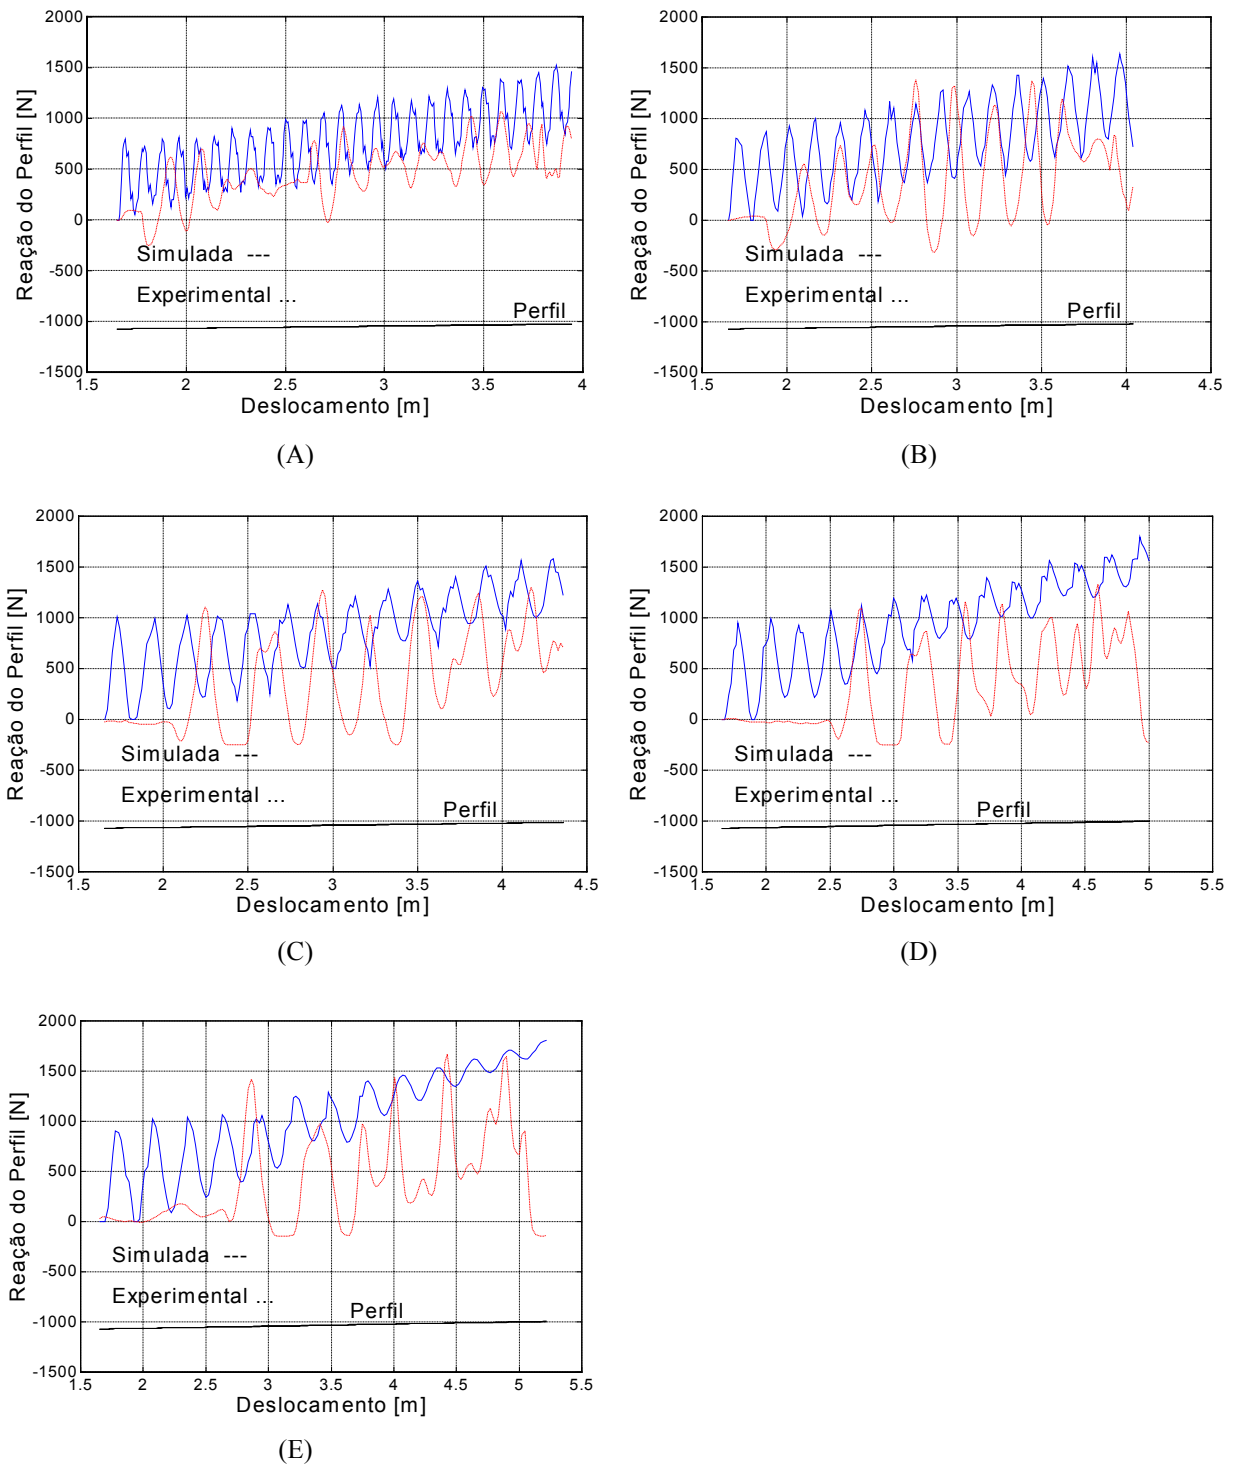 2000
1500
1000
500
0
-500
-1000
-1500
Reação do Perfil [N]
Simulada ---
Experimental ...
Perfil
1.5 2 2.5 3 3.5 4
Deslocamento [m]
(A)
2000
1500
1000
500
0
-500
-1000
-1500
Reação do Perfil [N]
Simulada ---
Experimental ...
Perfil
1.5 2 2.5 3 3.5 4 4.5
Deslocamento [m]
(B)
2000
1500
1000
500
0
-500
-1000
-1500
Reação do Perfil [N]
Simulada ---
Experimental ...
Perfil
1.5 2 2.5 3 3.5 4 4.5
Deslocamento [m]
(C)
2000
1500
1000
500
0
-500
-1000
-1500
Reação do Perfil [N]
Simulada ---
Experimental ...
Perfil
1.5 2 2.5 3 3.5 4 4.5 5 5.5
Deslocamento [m]
(D)
2000
1500
1000
500
0
-500
-1000
-1500
Reação do Perfil [N]
Simulada ---
Experimental ...
Perfil
1.5 2 2.5 3 3.5 4 4.5 5 5.5
Deslocamento [m]
(E)